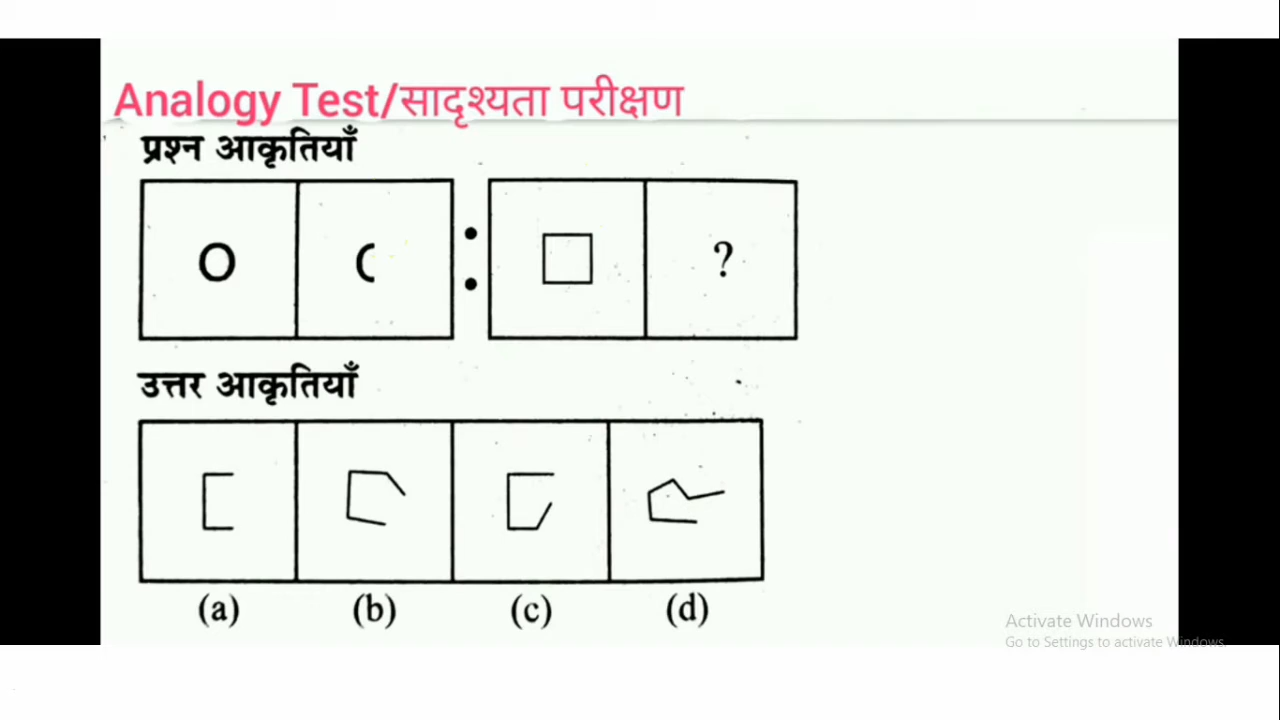 Analogy Test/सादृश्यता परीक्षण
प्रश्न आकृतियाँ
O C : ?
उत्तर आकृतियाँ
(a) (b) (c) (d)
Activate Windows
Go to Settings to activate Windows.